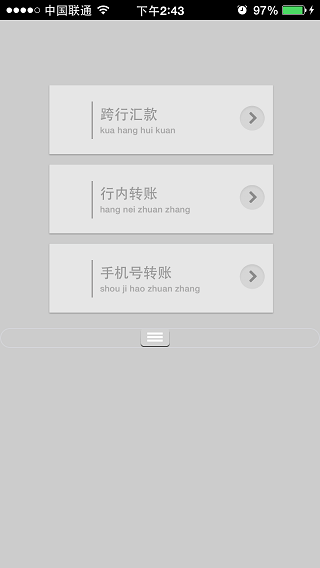 中国联通 下午2:43 97%
跨行汇款
kua hang hui kuan
行内转账
hang nei zhuan zhang
手机号转账
shou ji hao zhuan zhang